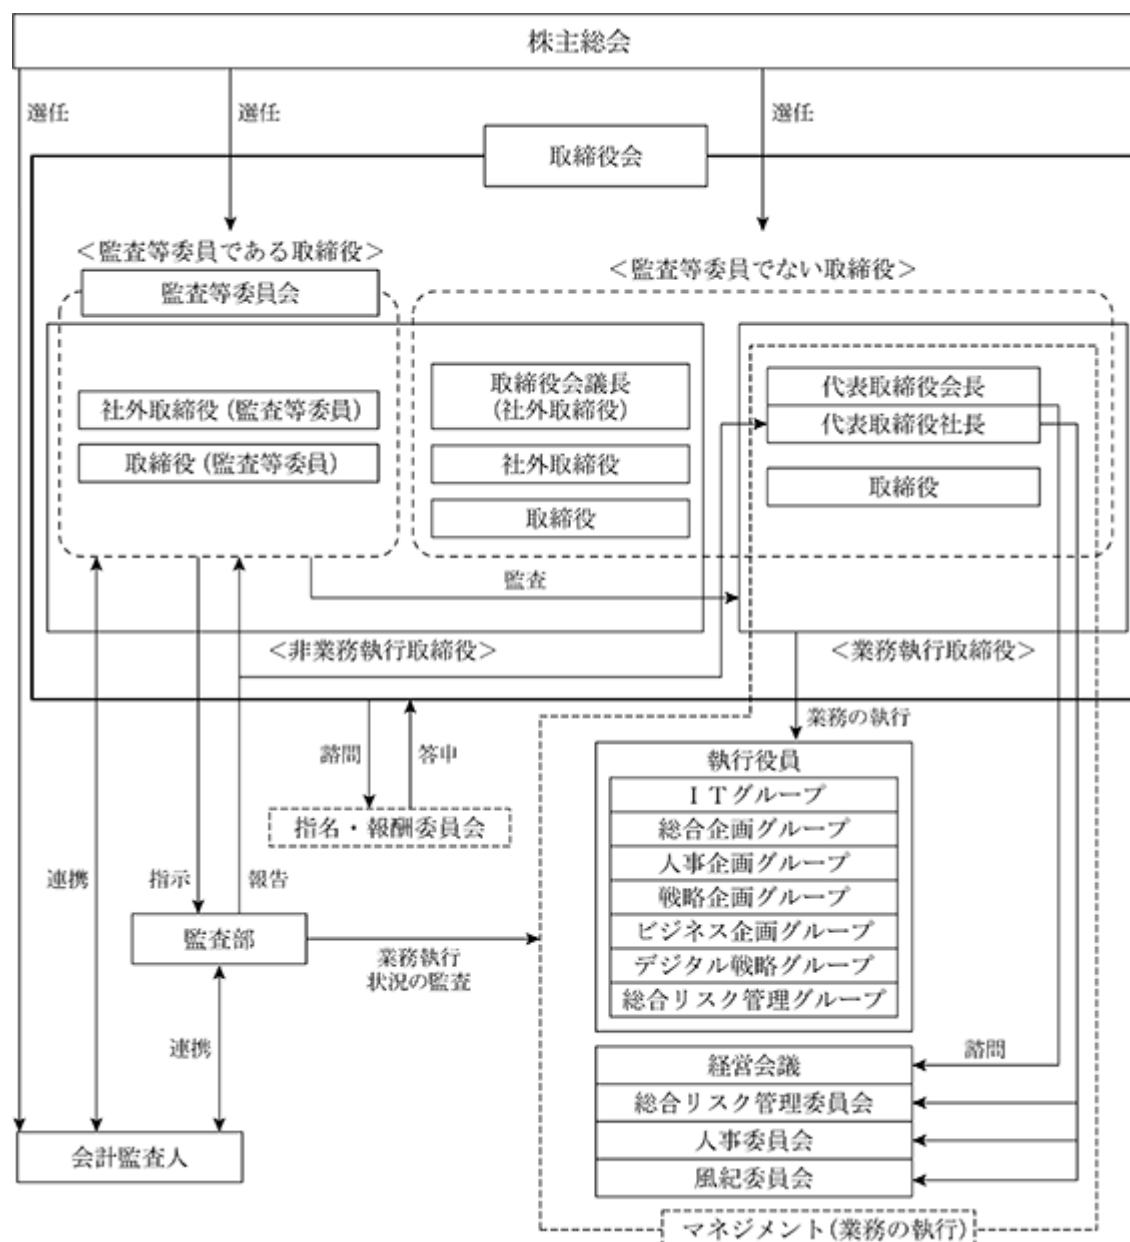 株主総会
選任
選任
選任
取締役会
＜監査等委員である取締役＞
監査等委員会
社外取締役(監査等委員)
取締役(監査等委員)
＜監査等委員でない取締役＞
取締役会議長
(社外取締役)
社外取締役
取締役
代表取締役会長
代表取締役社長
取締役
監査
＜非業務執行取締役＞
＜業務執行取締役＞
業務の執行
諮問
答申
指名・報酬委員会
執行役員
ＩＴグループ
総合企画グループ
人事企画グループ
戦略企画グループ
ビジネス企画グループ
デジタル戦略グループ
総合リスク管理グループ
連携
指示
報告
監査部
業務執行
状況の監査
連携
諮問
経営会議
総合リスク管理委員会
人事委員会
風紀委員会
会計監査人
マネジメント(業務の執行)